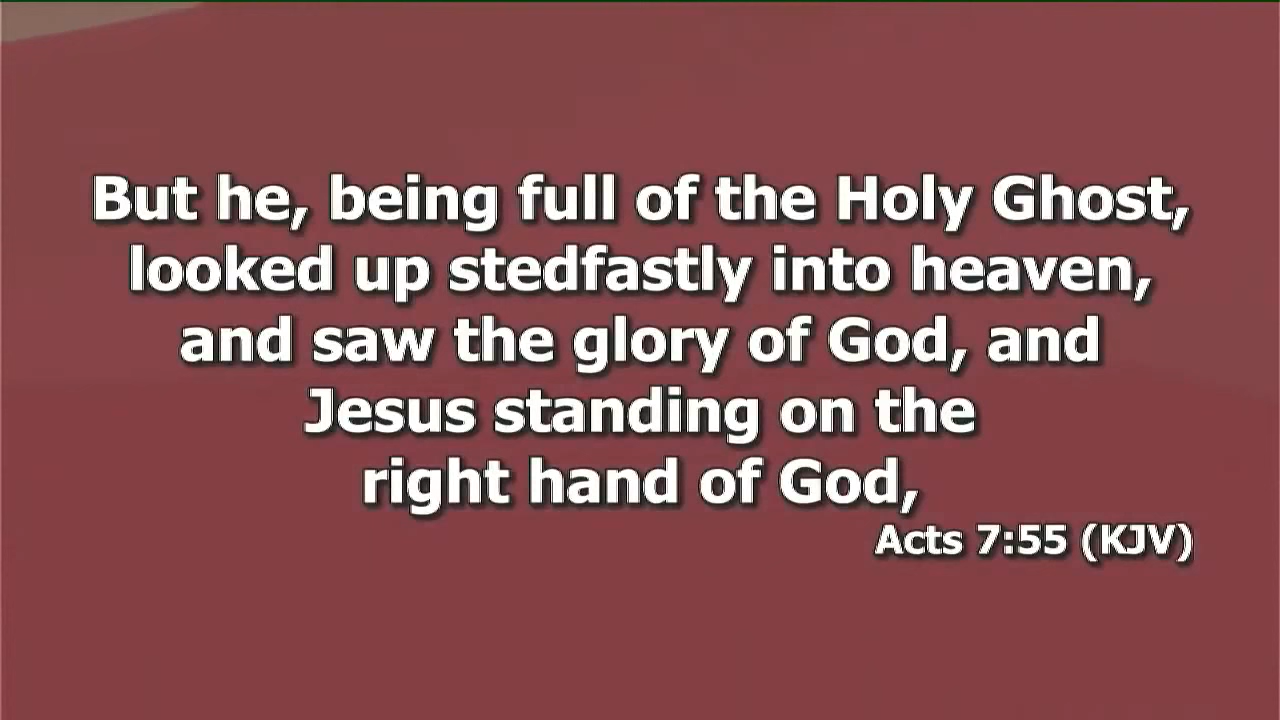 But he, being full of the Holy Ghost,
looked up stedfastly into heaven,
and saw the glory of God, and
Jesus standing on the
right hand of God,
Acts 7:55 (KJV)